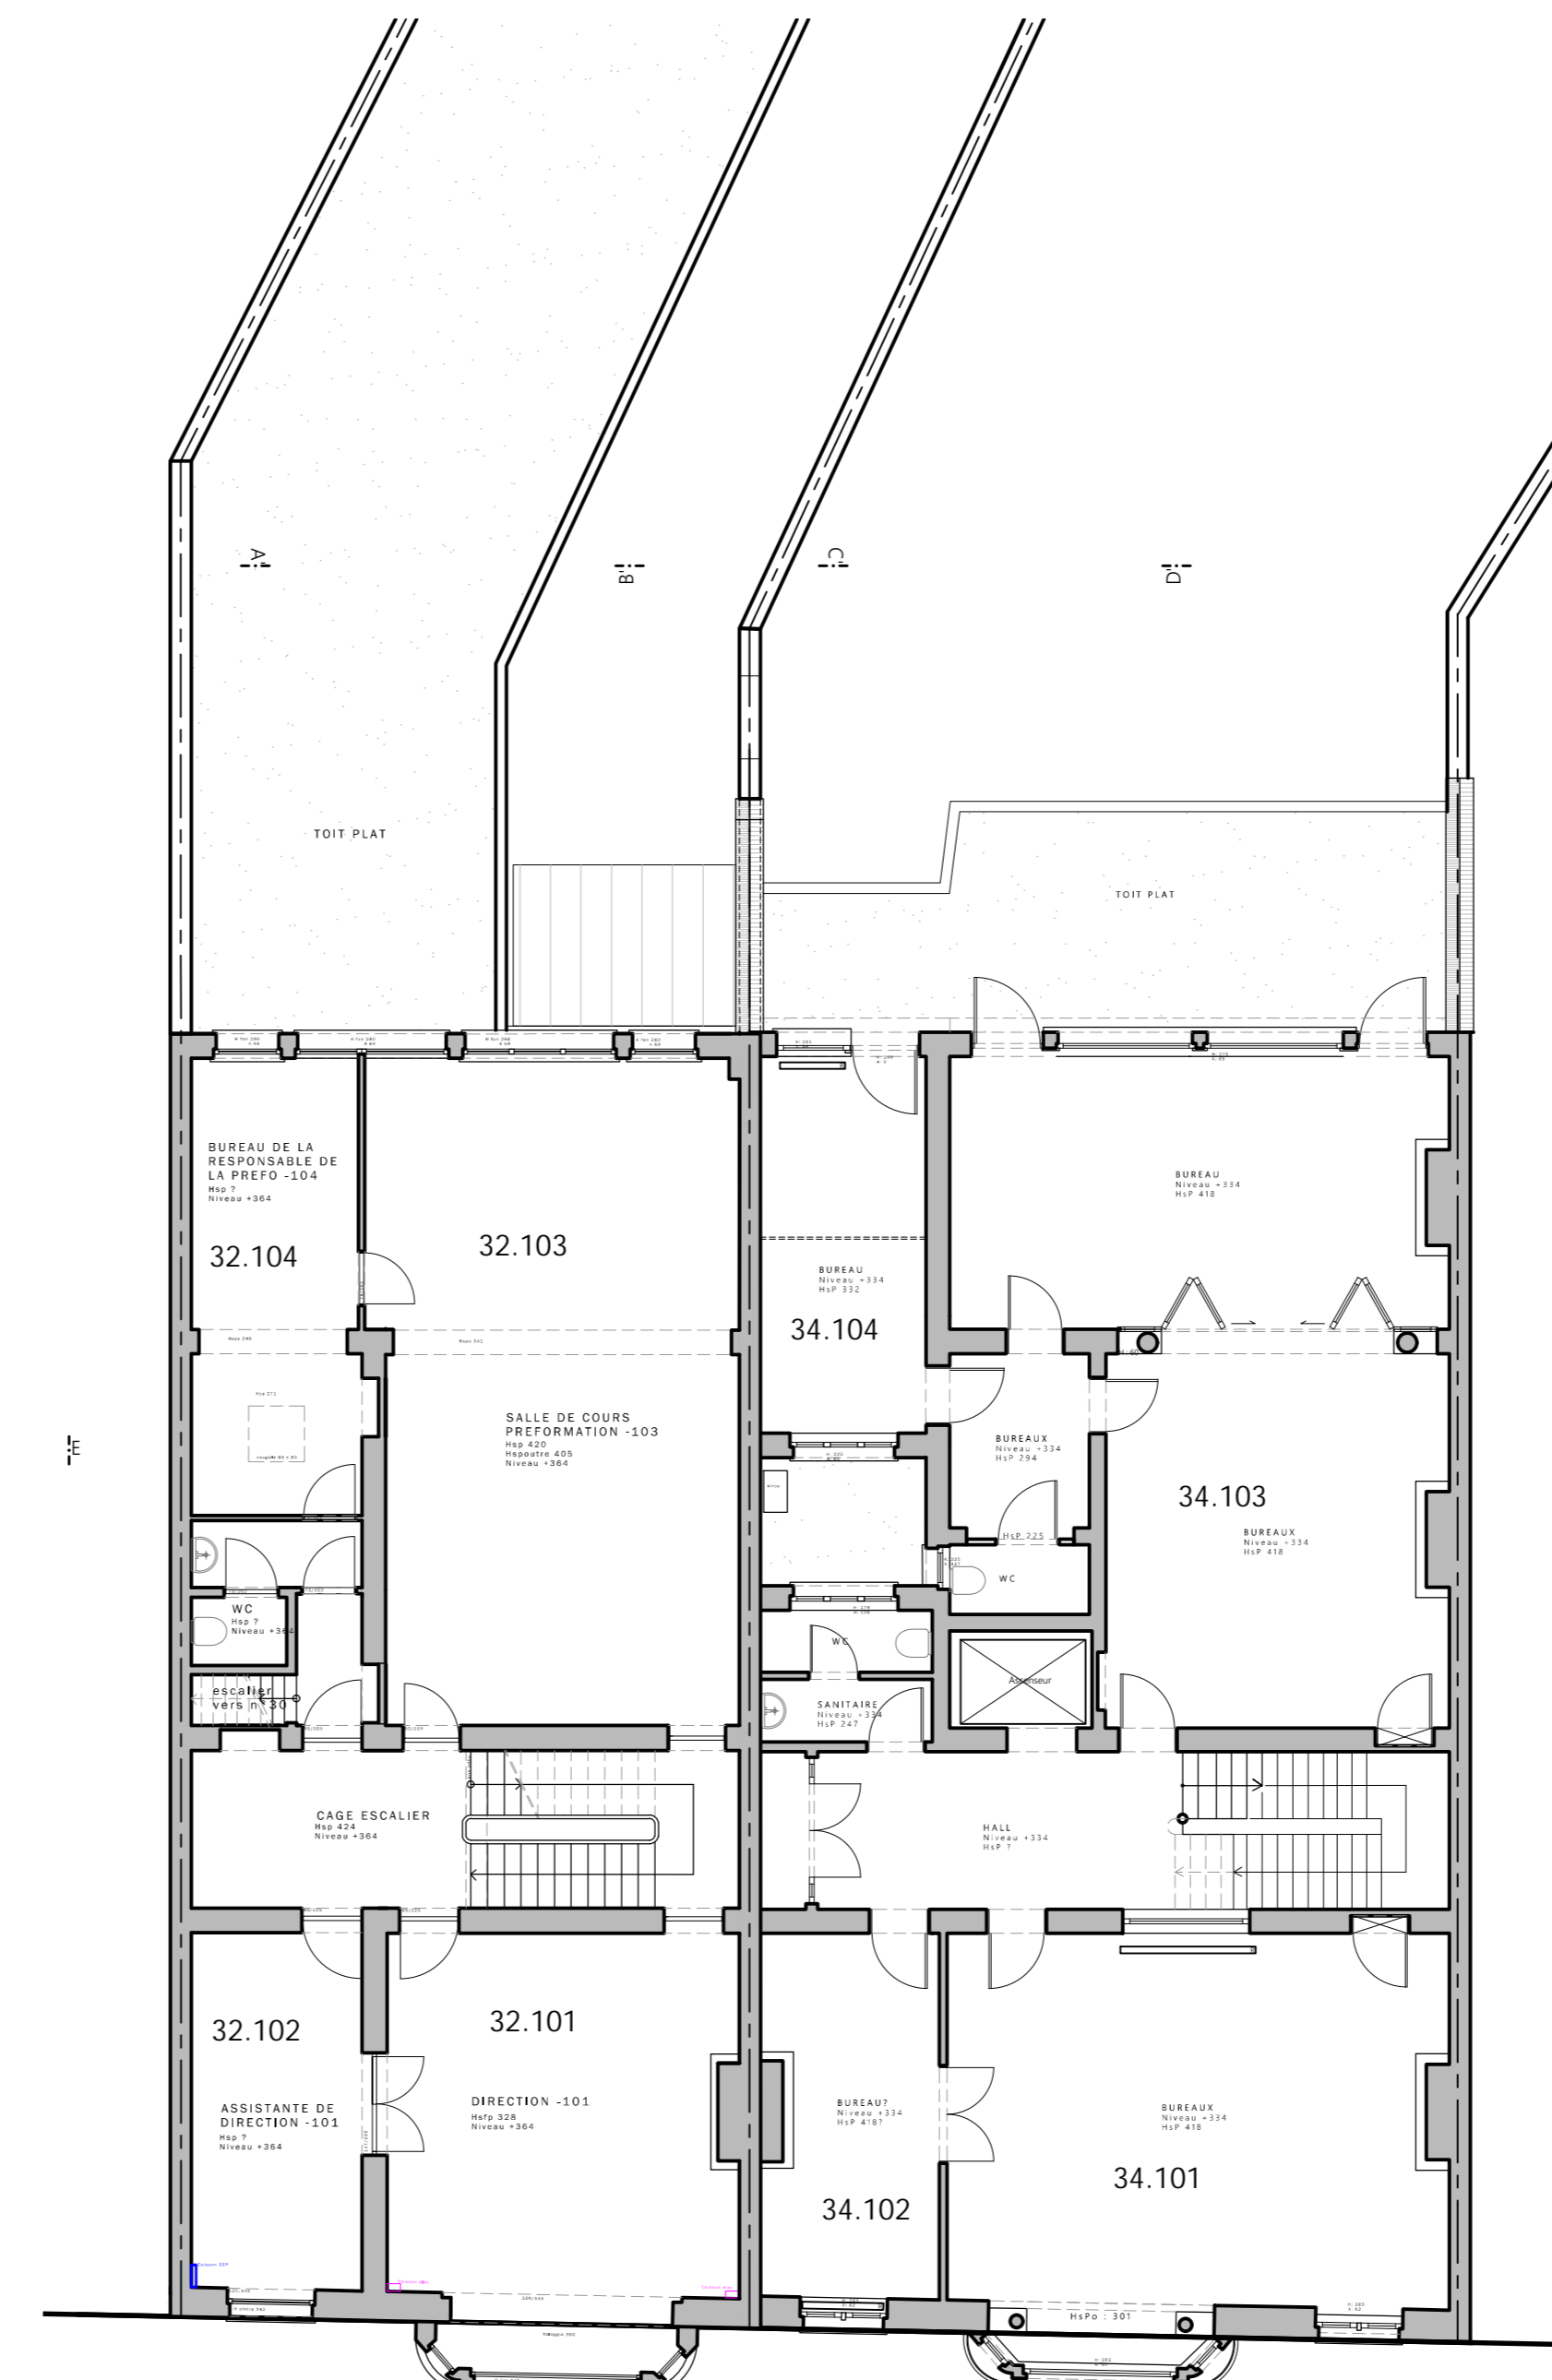 A'
B'
C'
D'
TOIT PLAT
TOIT PLAT
BUREAU DE LA
RESPONSABLE DE
LA PREFO -104
Hsp ?
Niveau +364
32.104
32.103
BUREAU
Niveau +334
HsP 418
BUREAU
Niveau +334
HsP 332
34.104
E
SALLE DE COURS
PREFORMATION -103
Hsp 420
Hspoutre 405
Niveau +364
BUREAUX
Niveau +334
HsP 294
34.103
BUREAUX
Niveau +334
HsP 418
HsP 225
WC
WC
Hsp ?
Niveau +364
WC
Ascenseur
escalier
vers n°30
SANITAIRE
Niveau +334
HsP 247
CAGE ESCALIER
Hsp 424
Niveau +364
HALL
Niveau +334
HsP ?
32.102
32.101
ASSISTANTE DE
DIRECTION -101
Hsp ?
Niveau +364
DIRECTION -101
Hsfp 328
Niveau +364
BUREAU?
Niveau +334
HsP 418?
BUREAUX
Niveau +334
HsP 418
34.101
34.102
HsPo : 301